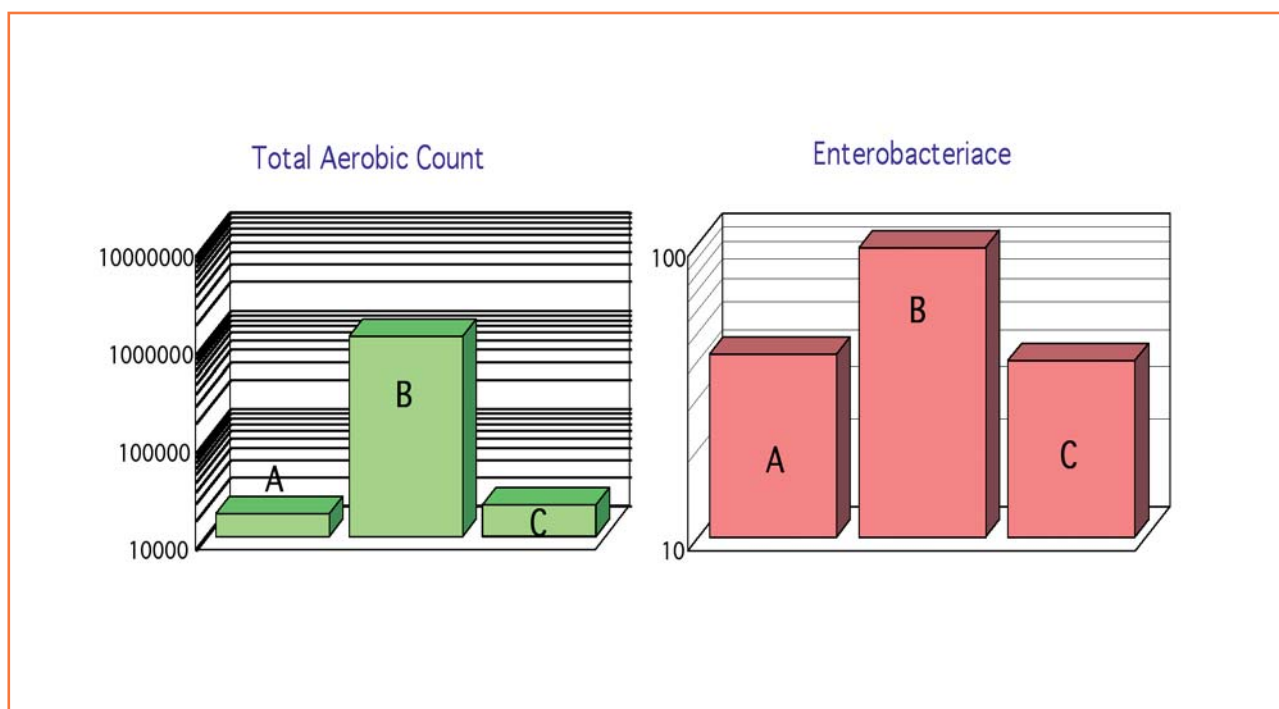 Total Aerobic Count
10000000
1000000
100000
10000
A
B
C
Enterobacteriace
100
10
A
B
C